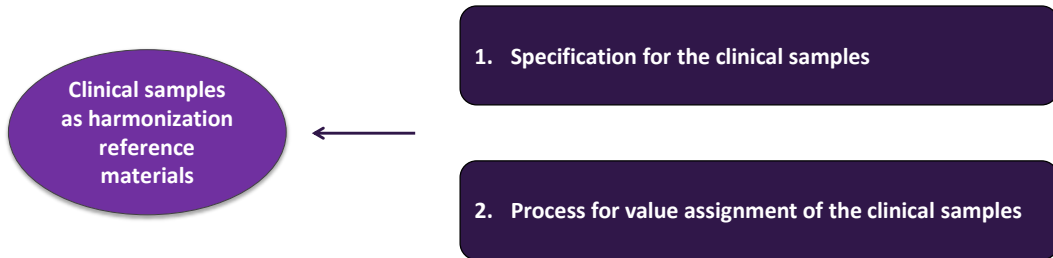 Clinical samples
as harmonization
reference
materials
1. Specification for the clinical samples
2. Process for value assignment of the clinical samples